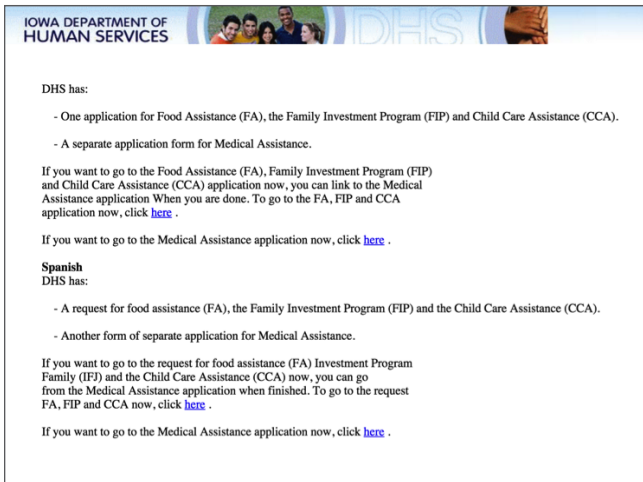 IOWA DEPARTMENT OF
HUMAN SERVICES
DHS
DHS has:
- One application for Food Assistance (FA), the Family Investment Program (FIP) and Child Care Assistance (CCA).
- A separate application form for Medical Assistance.
If you want to go to the Food Assistance (FA), Family Investment Program (FIP)
and Child Care Assistance (CCA) application now, you can link to the Medical
Assistance application When you are done. To go to the FA, FIP and CCA
application now, click here .
If you want to go to the Medical Assistance application now, click here .
Spanish
DHS has:
- A request for food assistance (FA), the Family Investment Program (FIP) and the Child Care Assistance (CCA).
- Another form of separate application for Medical Assistance.
If you want to go to the request for food assistance (FA) Investment Program
Family (IFJ) and the Child Care Assistance (CCA) now, you can go
from the Medical Assistance application when finished. To go to the request
FA, FIP and CCA now, click here .
If you want to go to the Medical Assistance application now, click here .